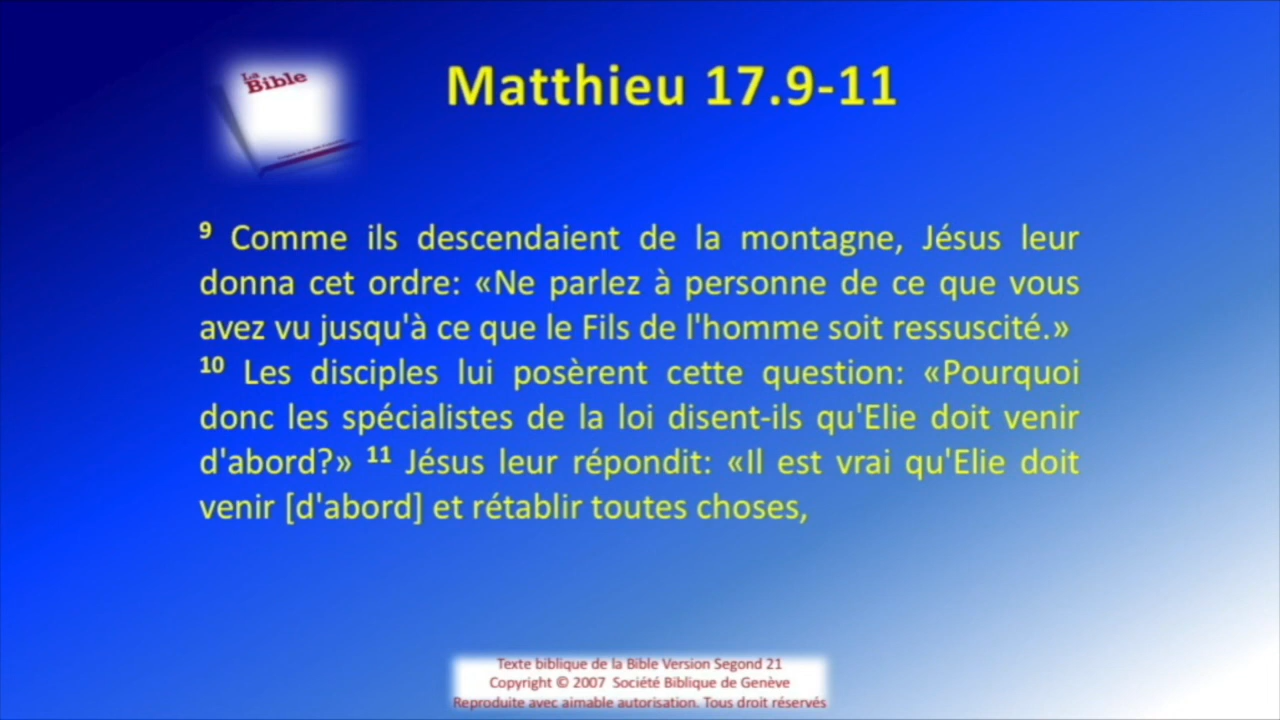 La
Bible
Matthieu 17.9-11
9 Comme ils descendaient de la montagne, Jésus leur
donna cet ordre: «Ne parlez à personne de ce que vous
avez vu jusqu'à ce que le Fils de l'homme soit ressuscité.»
10 Les disciples lui posèrent cette question: «Pourquoi
donc les spécialistes de la loi disent-ils qu'Elie doit venir
d'abord?» 11 Jésus leur répondit: «Il est vrai qu'Elie doit
venir [d'abord] et rétablir toutes choses,
Texte biblique de la Bible Version Segond 21
Copyright © 2007 Société Biblique de Genève
Reproduite avec aimable autorisation. Tous droit réservés